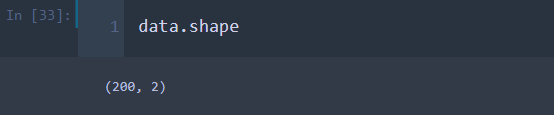 In [33]:
1 data.shape
(200, 2)